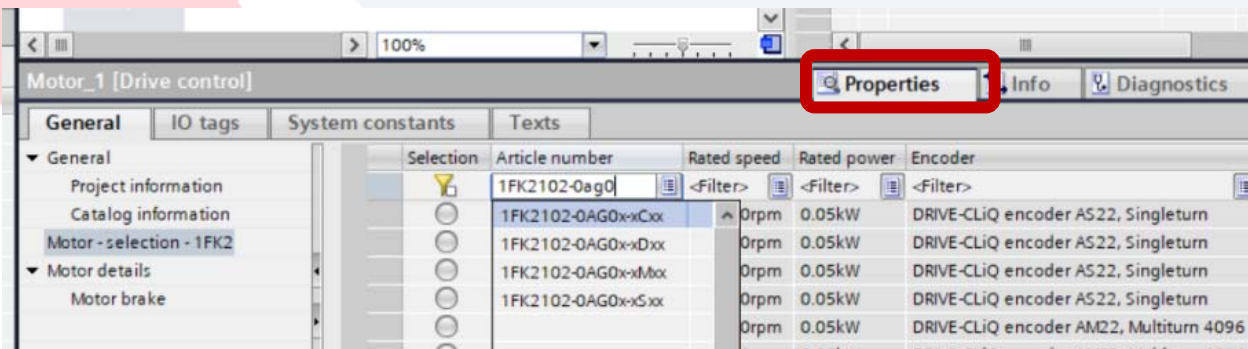 100%
Motor_1 [Drive control]
Properties
Info
Diagnostics
General
IO tags
System constants
Texts
General
Project information
Catalog information
Motor - selection - 1FK2
Motor details
Motor brake
Selection Article number Rated speed Rated power Encoder
1FK2102-0ag0 <Filter> <Filter> <Filter>
1FK2102-0AG0x-xCxx 0rpm 0.05kW DRIVE-CLiQ encoder AS22, Singleturn
1FK2102-0AG0x-xDxx 0rpm 0.05kW DRIVE-CLiQ encoder AS22, Singleturn
1FK2102-0AG0x-xMxx 0rpm 0.05kW DRIVE-CLiQ encoder AS22, Singleturn
1FK2102-0AG0x-xSxx 0rpm 0.05kW DRIVE-CLiQ encoder AS22, Singleturn
0rpm 0.05kW DRIVE-CLiQ encoder AM22, Multiturn 4096